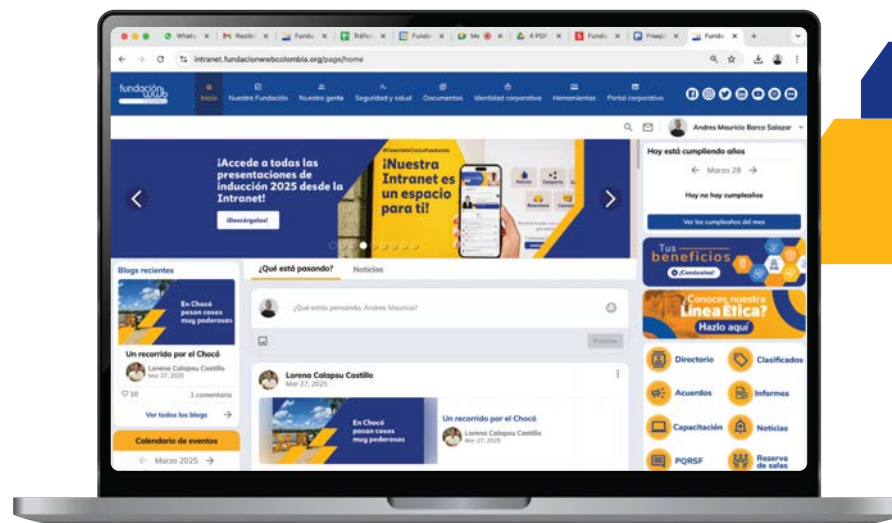 intranet.fundacionwwbcolombia.org/page/home
fundación
WWB
Inicio
Nuestra Fundación
Nuestra gente
Seguridad y salud
Documentos
Identidad corporativa
Herramientas
Portal corporativo
Andres Mauricio Barco Salazar
¡Accede a todas las
presentaciones de
inducción 2025 desde la
Intranet!
¡Descárgalas!
¡Nuestra
Intranet es
un espacio
para ti!
Hoy está cumpliendo años
Marzo 28
Hoy no hay cumpleaños
Ver los cumpleaños del mes
Tus
beneficios
¡Conócelos!
¿Conoces nuestra
Línea Ética?
Hazlo aquí
Blogs recientes
En Chocó
pasan cosas
muy poderosas
Un recorrido por el Chocó
Lorena Calapsu Castillo
Mar 27, 2025
10
1 comentario
Ver todos los blogs
Calendario de eventos
Marzo 2025
¿Qué está pasando?
Noticias
¿Qué estás pensando, Andres Mauricio?
Publicar
Lorena Calapsu Castillo
Mar 27, 2025
En Chocó
pasan cosas
muy poderosas
Un recorrido por el Chocó
Lorena Calapsu Castillo
Mar 27, 2025
Directorio
Clasificados
Acuerdos
Informes
Capacitación
Noticias
PQRSF
Reserva
de salas